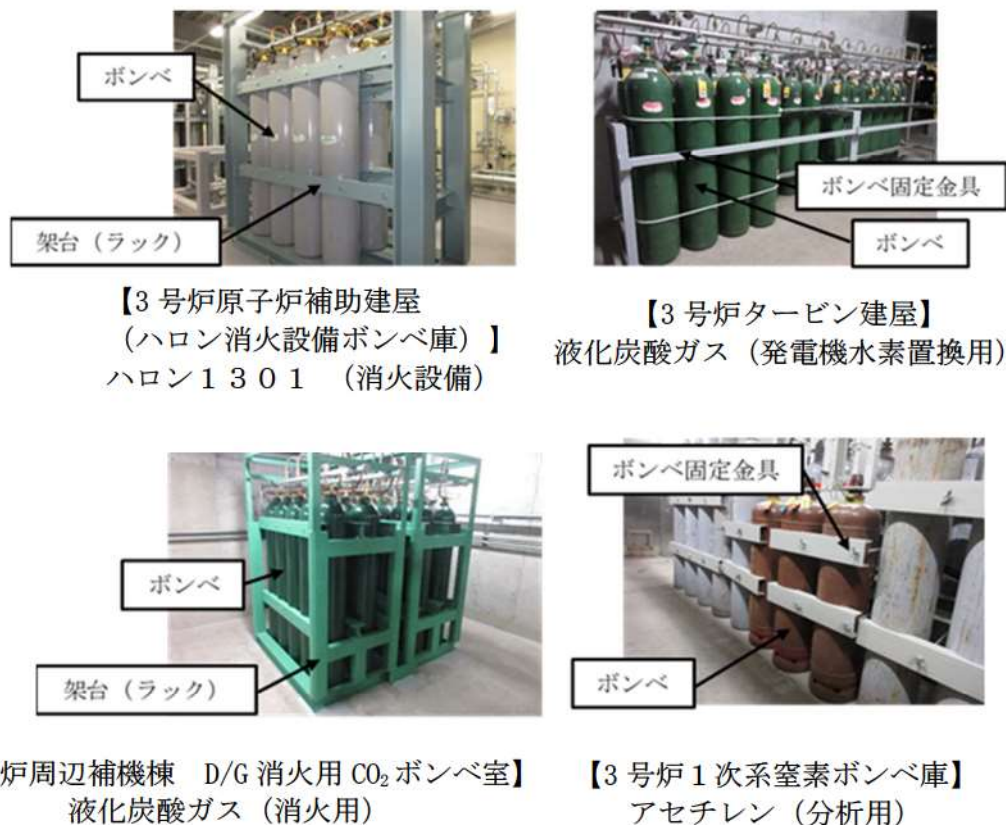 ボンベ
架台（ラック）
【3 号炉原子炉補助建屋
（ハロン消火設備ボンベ庫）】
ハロン１３０１　（消火設備）
ボンベ固定金具
ボンベ
【3 号炉タービン建屋】
液化炭酸ガス（発電機水素置換用）
ボンベ
架台（ラック）
炉周辺補機棟　D/G 消火用 CO₂ ボンベ室】
液化炭酸ガス（消火用）
ボンベ固定金具
ボンベ
【3 号炉１次系窒素ボンベ庫】
アセチレン（分析用）